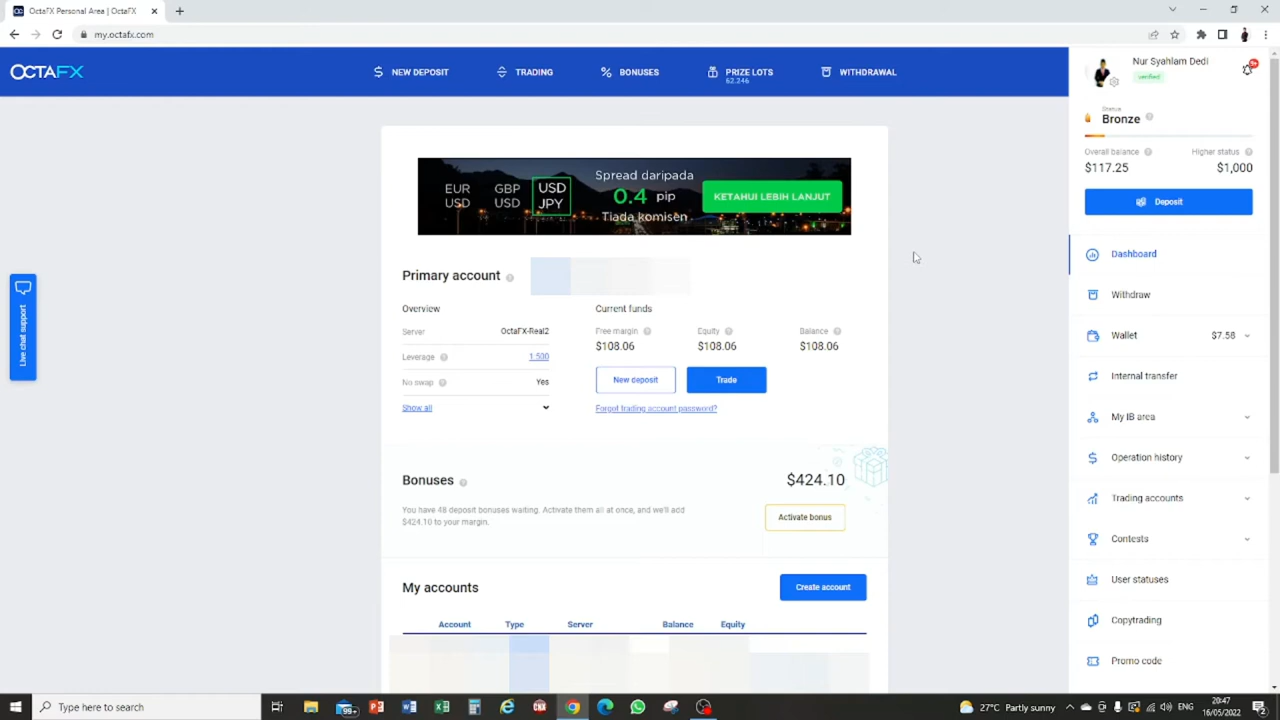 OctaFX Personal Area | OctaFX
my.octafx.com
OCTAFX
NEW DEPOSIT
TRADING
BONUSES
PRIZE LOTS
62.246
WITHDRAWAL
Nur Syahlam Dedi
verified
9+
Status
Bronze
Overall balance
Higher status
$117.25
$1,000
Deposit
EUR
USD
GBP
USD
USD
JPY
Spread daripada
0.4 pip
Tiada komisen
KETAHUI LEBIH LANJUT
Primary account
Overview
Server
OctaFX-Real2
Leverage
1:500
No swap
Yes
Show all
Current funds
Free margin
Equity
Balance
$108.06
$108.06
$108.06
New deposit
Trade
Forgot trading account password?
Live chat support
Bonuses
$424.10
You have 48 deposit bonuses waiting. Activate them all at once, and we'll add
$424.10 to your margin.
Activate bonus
My accounts
Create account
Account
Type
Server
Balance
Equity
Dashboard
Withdraw
Wallet
$7.58
Internal transfer
My IB area
Operation history
Trading accounts
Contests
User statuses
Copytrading
Promo code
Type here to search
99+
27°C Partly sunny
ENG
20:47
16/05/2022
2